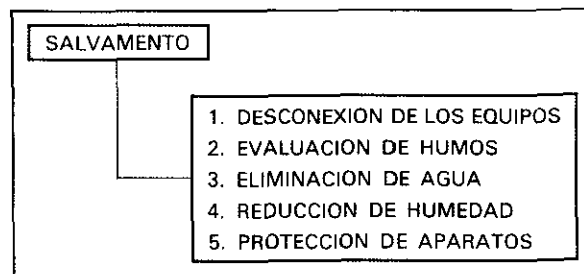 SALVAMENTO
1. DESCONEXION DE LOS EQUIPOS
2. EVALUACION DE HUMOS
3. ELIMINACION DE AGUA
4. REDUCCION DE HUMEDAD
5. PROTECCION DE APARATOS